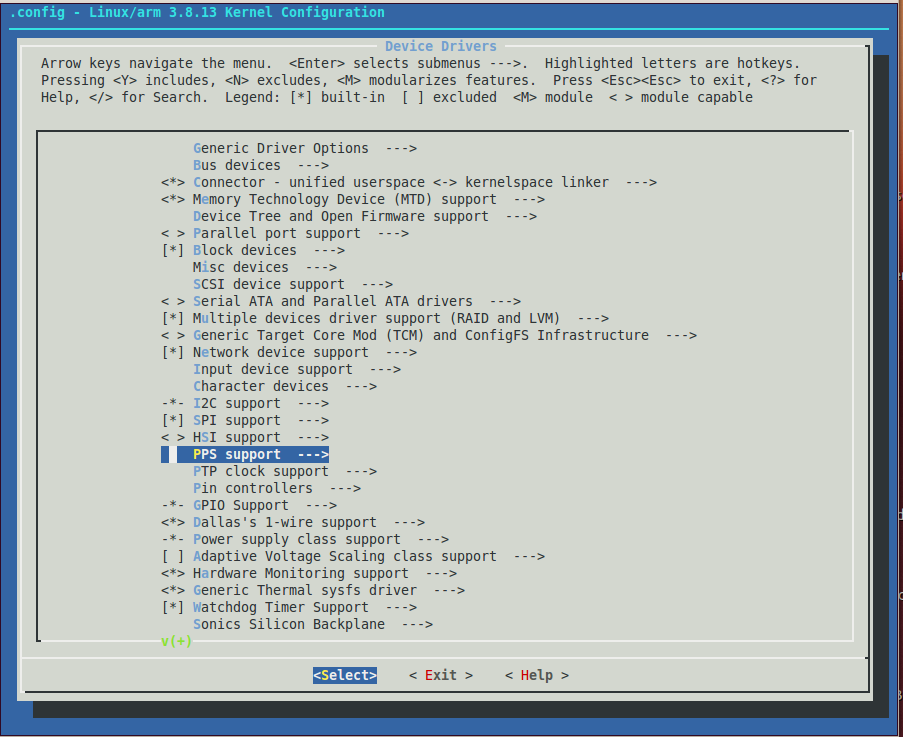 .config - Linux/arm 3.8.13 Kernel Configuration
Device Drivers
Arrow keys navigate the menu.  <Enter> selects submenus --->.  Highlighted letters are hotkeys.
Pressing <Y> includes, <N> excludes, <M> modularizes features.  Press <Esc><Esc> to exit, <?> for
Help, </> for Search.  Legend: [*] built-in  [ ] excluded  <M> module  < > module capable
Generic Driver Options  --->
Bus devices  --->
<*> Connector - unified userspace <-> kernelspace linker  --->
<*> Memory Technology Device (MTD) support  --->
Device Tree and Open Firmware support  --->
< > Parallel port support  --->
[*] Block devices  --->
Misc devices  --->
SCSI device support  --->
< > Serial ATA and Parallel ATA drivers  --->
[*] Multiple devices driver support (RAID and LVM)  --->
< > Generic Target Core Mod (TCM) and ConfigFS Infrastructure  --->
[*] Network device support  --->
Input device support  --->
Character devices  --->
-*- I2C support  --->
[*] SPI support  --->
< > HSI support  --->
PPS support  --->
PTP clock support  --->
Pin controllers  --->
-*- GPIO Support  --->
<*> Dallas's 1-wire support  --->
-*- Power supply class support  --->
[ ] Adaptive Voltage Scaling class support  --->
<*> Hardware Monitoring support  --->
<*> Generic Thermal sysfs driver  --->
[*] Watchdog Timer Support  --->
Sonics Silicon Backplane  --->
v(+)
<Select>    < Exit >    < Help >